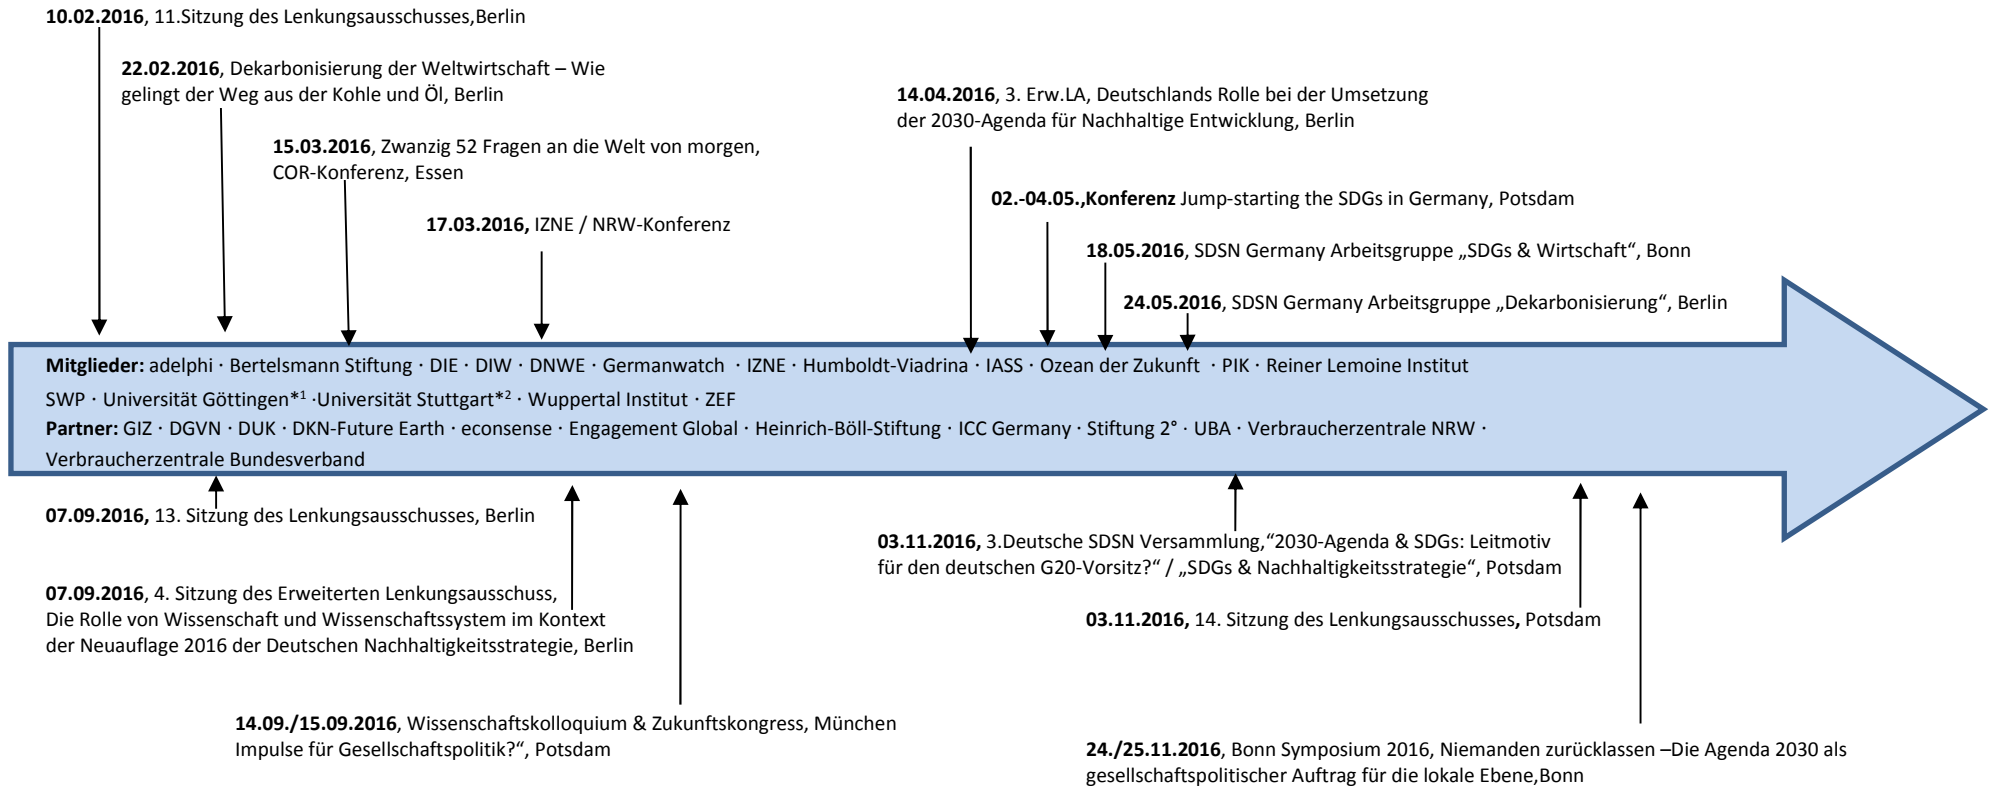 10.02.2016, 11.Sitzung des Lenkungsausschusses,Berlin
22.02.2016, Dekarbonisierung der Weltwirtschaft – Wie
gelingt der Weg aus der Kohle und Öl, Berlin
14.04.2016, 3. Erw.LA, Deutschlands Rolle bei der Umsetzung
der 2030-Agenda für Nachhaltige Entwicklung, Berlin
15.03.2016, Zwanzig 52 Fragen an die Welt von morgen,
COR-Konferenz, Essen
02.-04.05.,Konferenz Jump-starting the SDGs in Germany, Potsdam
17.03.2016, IZNE / NRW-Konferenz
18.05.2016, SDSN Germany Arbeitsgruppe „SDGs & Wirtschaft“, Bonn
24.05.2016, SDSN Germany Arbeitsgruppe „Dekarbonisierung“, Berlin
Mitglieder: adelphi · Bertelsmann Stiftung · DIE · DIW · DNWE · Germanwatch · IZNE · Humboldt-Viadrina · IASS · Ozean der Zukunft · PIK · Reiner Lemoine Institut
SWP · Universität Göttingen*1 ·Universität Stuttgart*2 · Wuppertal Institut · ZEF
Partner: GIZ · DGVN · DUK · DKN-Future Earth · econsense · Engagement Global · Heinrich-Böll-Stiftung · ICC Germany · Stiftung 2° · UBA · Verbraucherzentrale NRW ·
Verbraucherzentrale Bundesverband
07.09.2016, 13. Sitzung des Lenkungsausschusses, Berlin
03.11.2016, 3.Deutsche SDSN Versammlung,“2030-Agenda & SDGs: Leitmotiv
für den deutschen G20-Vorsitz?“ / „SDGs & Nachhaltigkeitsstrategie“, Potsdam
07.09.2016, 4. Sitzung des Erweiterten Lenkungsausschuss,
Die Rolle von Wissenschaft und Wissenschaftssystem im Kontext
der Neuauflage 2016 der Deutschen Nachhaltigkeitsstrategie, Berlin
03.11.2016, 14. Sitzung des Lenkungsausschusses, Potsdam
14.09./15.09.2016, Wissenschaftskolloquium & Zukunftskongress, München
Impulse für Gesellschaftspolitik?“, Potsdam
24./25.11.2016, Bonn Symposium 2016, Niemanden zurücklassen –Die Agenda 2030 als
gesellschaftspolitischer Auftrag für die lokale Ebene,Bonn